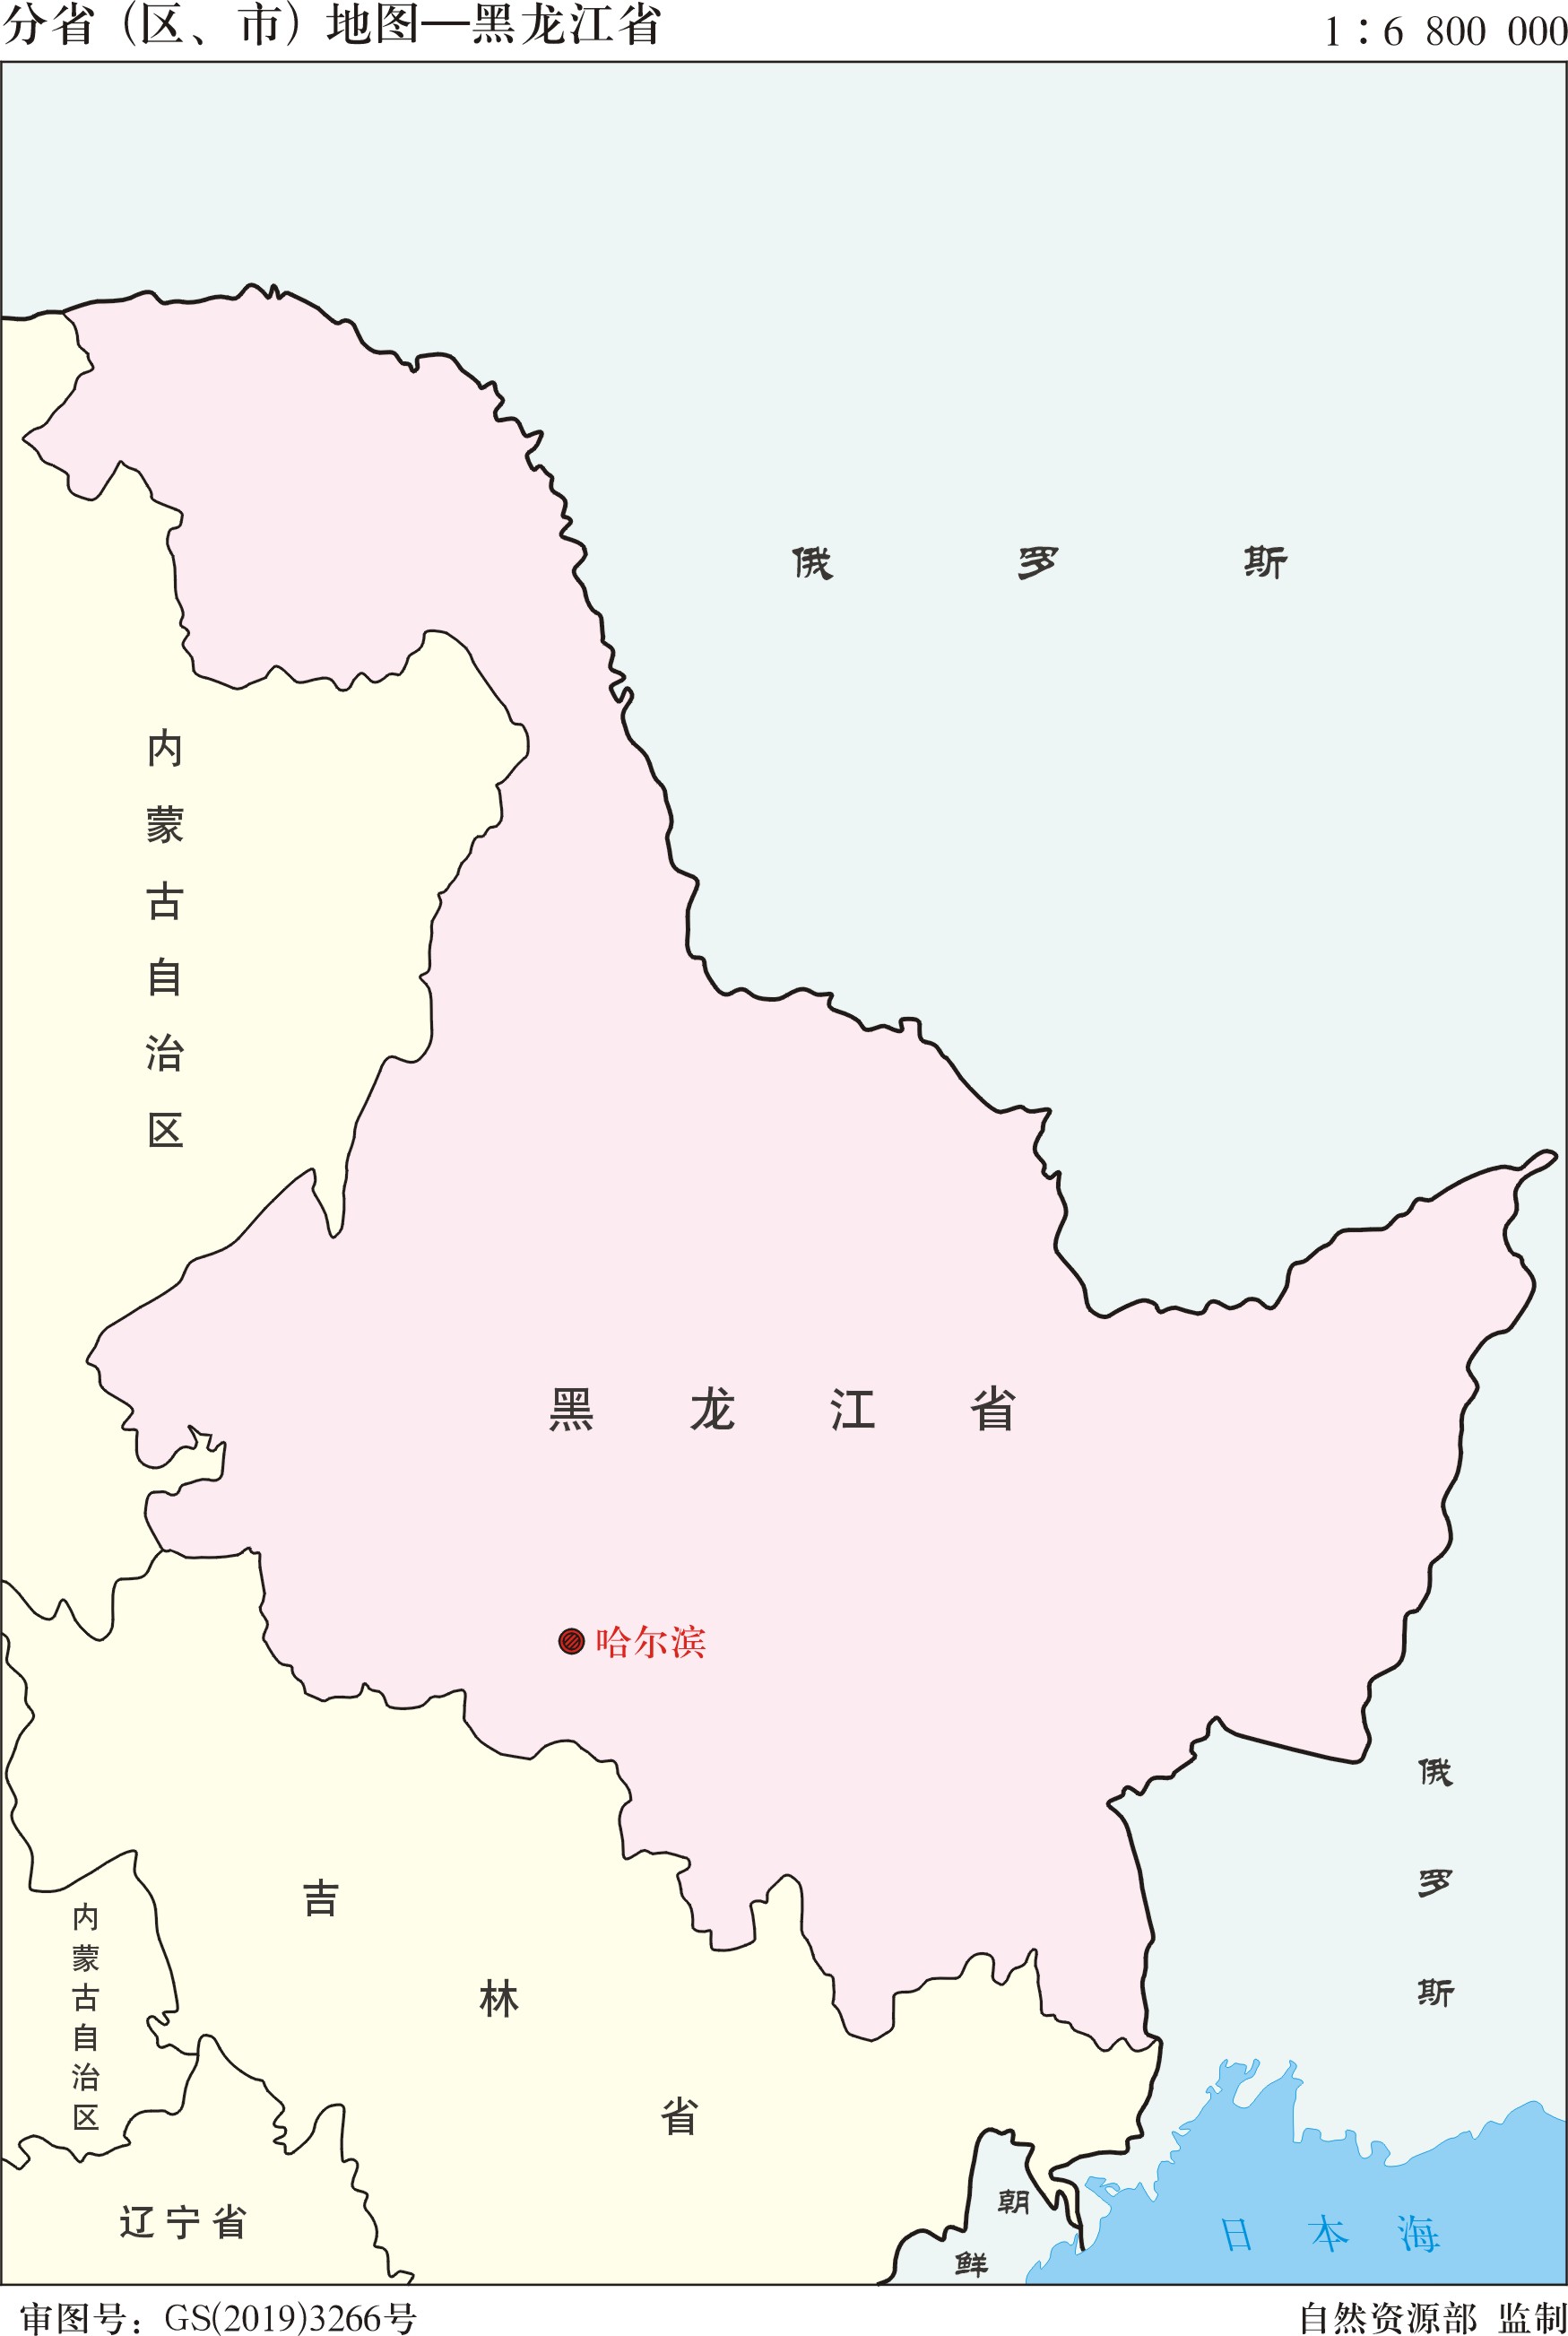 分省（区、市）地图—黑龙江省
1：6 800 000
俄罗斯
内蒙古自治区
黑龙江省
哈尔滨
俄罗斯
吉林省
内蒙古自治区
辽宁省
朝鲜
日本海
审图号：GS(2019)3266号
自然资源部 监制